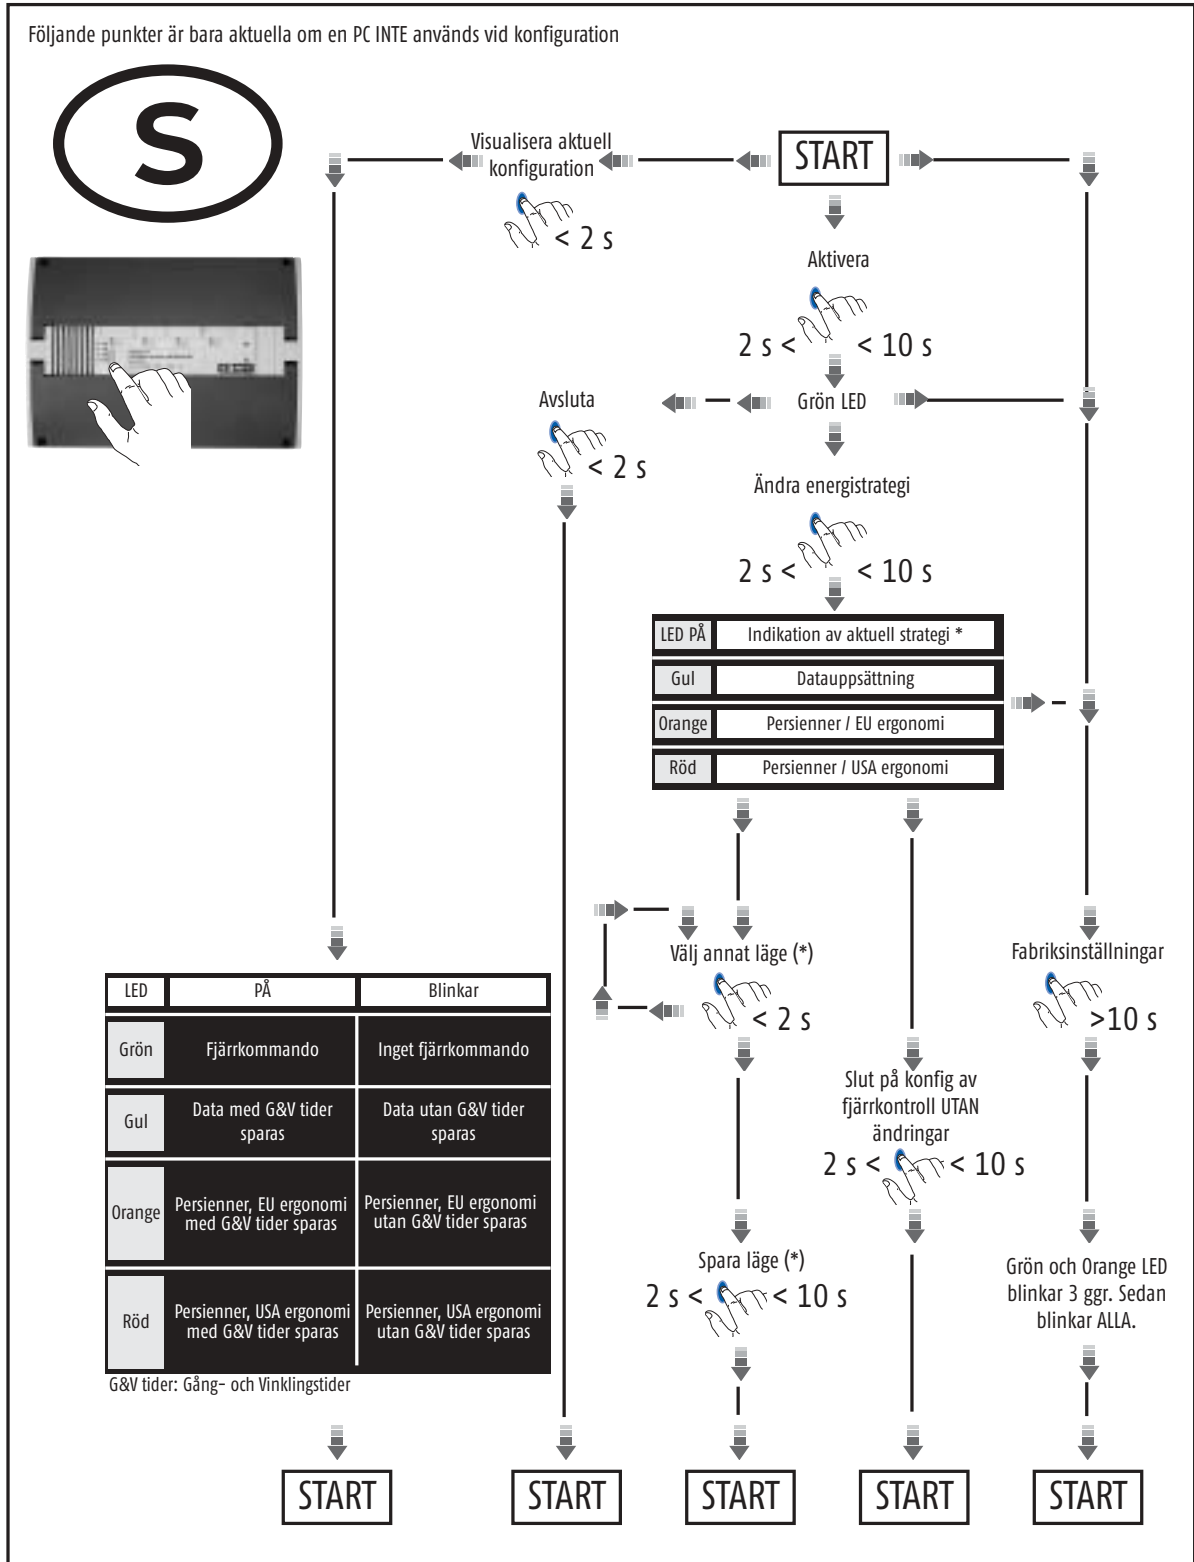 Följande punkter är bara aktuella om en PC INTE används vid konfiguration
S
Visualisera aktuell
konfiguration
< 2 s
START
Aktivera
2 s < < 10 s
Avsluta
< 2 s
Grön LED
Ändra energistrategi
2 s < < 10 s
LED PÅ Indikation av aktuell strategi *
Gul Datauppsättning
Orange Persienner / EU ergonomi
Röd Persienner / USA ergonomi
Välj annat läge (*)
< 2 s
Fabriksinställningar
>10 s
LED PÅ Blinkar
Grön Fjärrkommando Inget fjärrkommando
Gul Data med G&V tider
sparas
Data utan G&V tider
sparas
Orange Persienner, EU ergonomi
med G&V tider sparas
Persienner, EU ergonomi
utan G&V tider sparas
Röd Persienner, USA ergonomi
med G&V tider sparas
Persienner, USA ergonomi
utan G&V tider sparas
G&V tider: Gång- och Vinklingstider
Slut på konfig av
fjärrkontroll UTAN
ändringar
2 s < < 10 s
Spara läge (*)
2 s < < 10 s
Grön och Orange LED
blinkar 3 ggr. Sedan
blinkar ALLA.
START
START
START
START
START